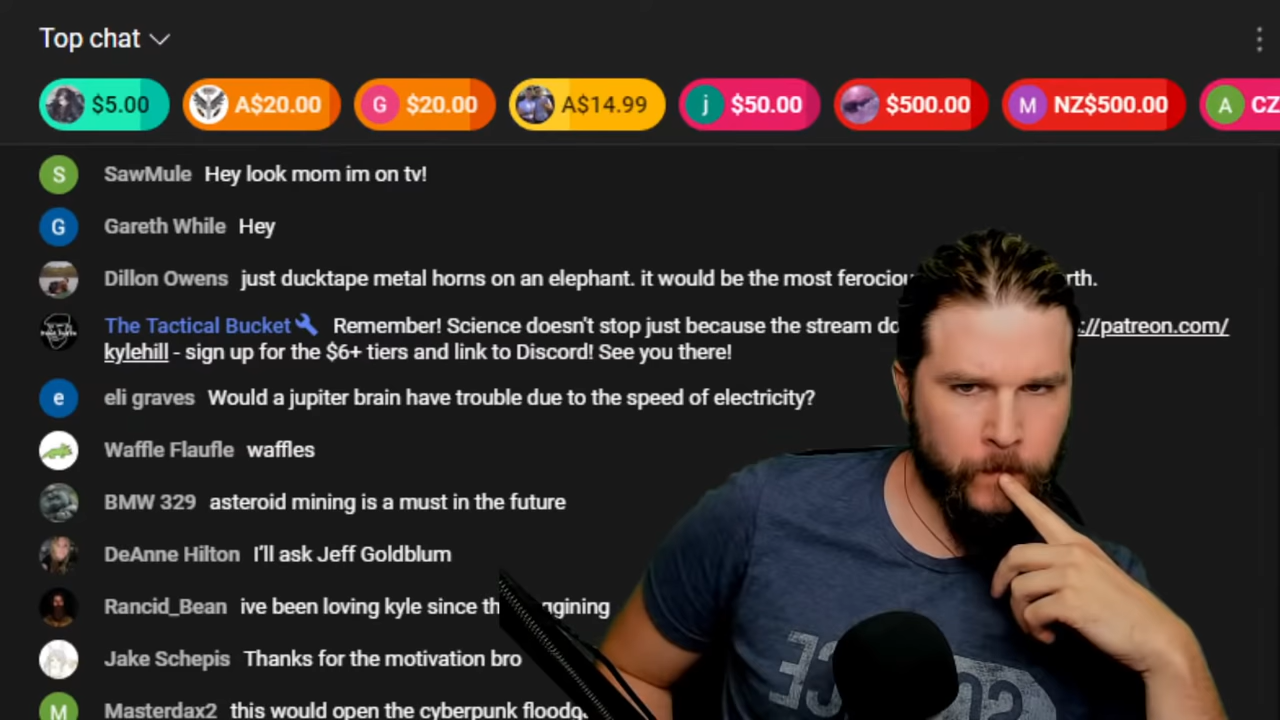 Top chat
$5.00 A$20.00 G $20.00 A$14.99 j $50.00 $500.00 M NZ$500.00 A CZ
S SawMule Hey look mom im on tv!
G Gareth While Hey
Dillon Owens just ducktape metal horns on an elephant. it would be the most
The Tactical Bucket Remember! Science doesn't stop just because the stream ://patreon.com/
kylehill - sign up for the $6+ tiers and link to Discord! See you there!
e eli graves Would a jupiter brain have trouble due to the speed of electricity?
Waffle Flaufle waffles
BMW 329 asteroid mining is a must in the future
DeAnne Hilton I'll ask Jeff Goldblum
Rancid_Bean ive been loving kyle since
Jake Schepis Thanks for the motivation bro
M Masterdax2 this would open the cyberpunk